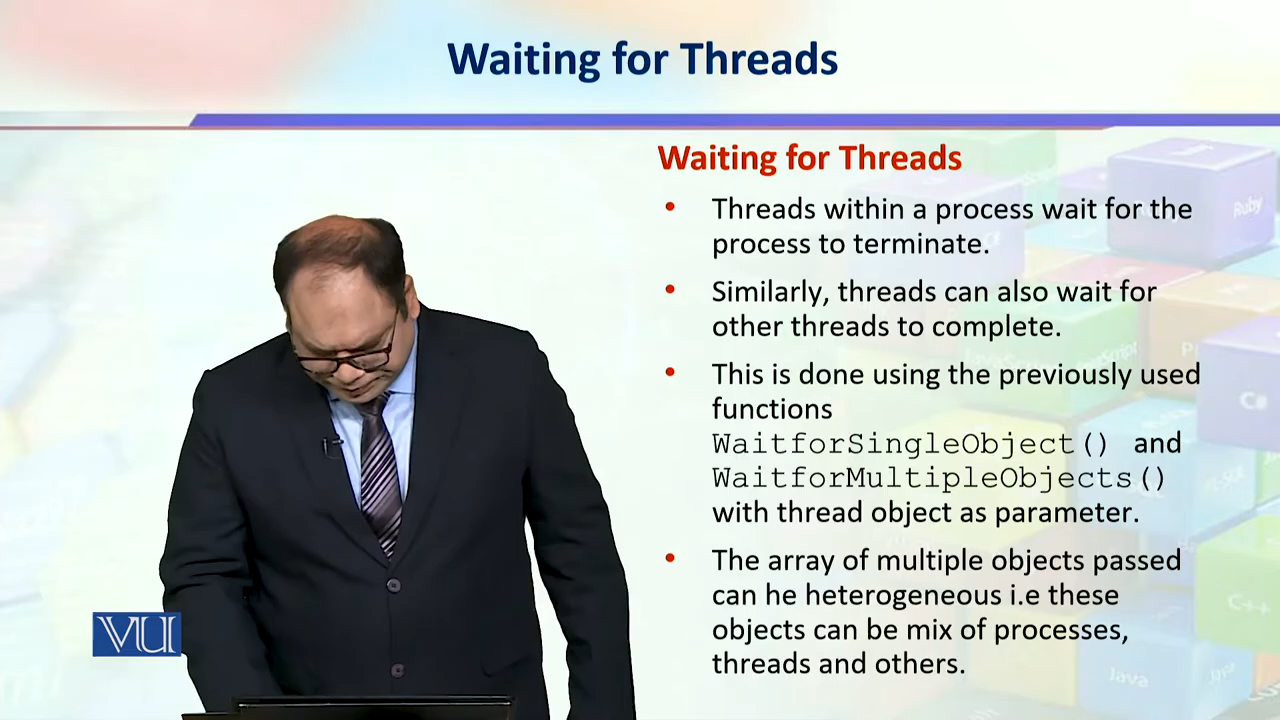 Waiting for Threads
Waiting for Threads
• Threads within a process wait for the
process to terminate.
• Similarly, threads can also wait for
other threads to complete.
• This is done using the previously used
functions
WaitforSingleObject() and
WaitforMultipleObjects()
with thread object as parameter.
• The array of multiple objects passed
can he heterogeneous i.e these
objects can be mix of processes,
threads and others.
VU
Ruby
JavaScript
C#
C++
Java